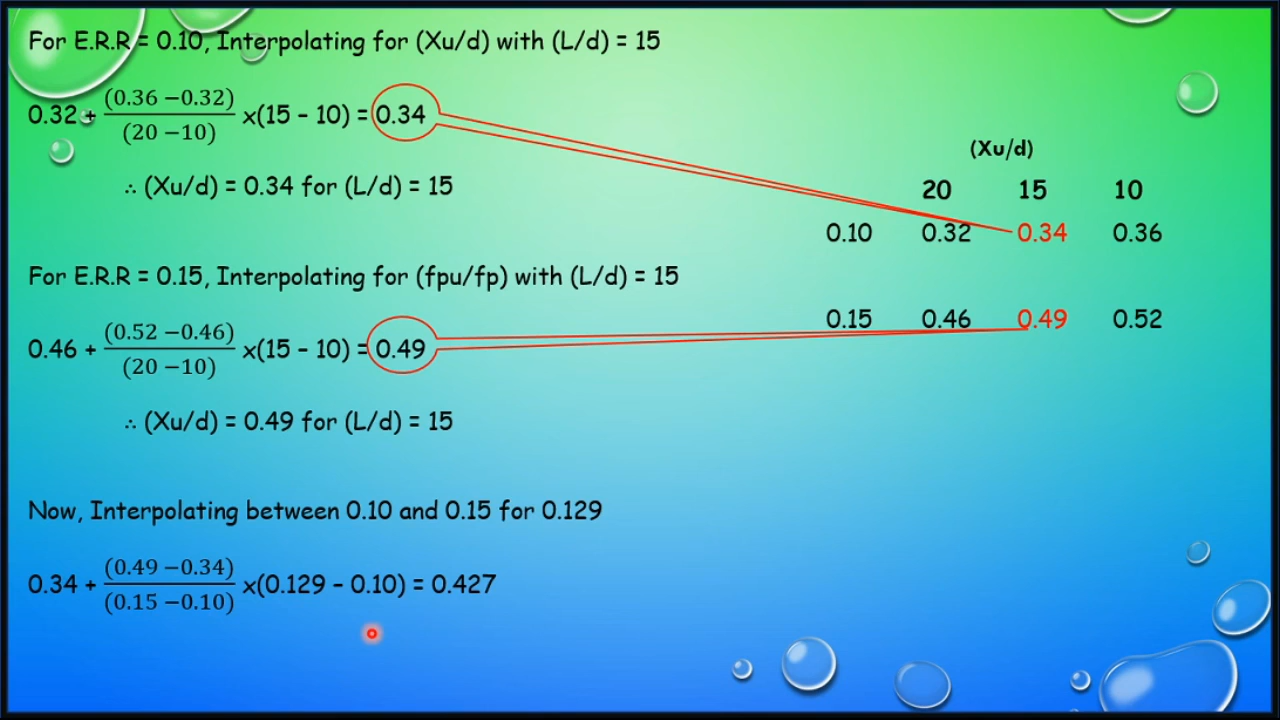 For E.R.R = 0.10, Interpolating for (Xu/d) with (L/d) = 15
0.32 + (0.36 −0.32)/(20 −10) x(15 – 10) = 0.34
∴ (Xu/d) = 0.34 for (L/d) = 15
(Xu/d)
20 15 10
0.10 0.32 0.34 0.36
For E.R.R = 0.15, Interpolating for (fpu/fp) with (L/d) = 15
0.15 0.46 0.49 0.52
0.46 + (0.52 −0.46)/(20 −10) x(15 – 10) = 0.49
∴ (Xu/d) = 0.49 for (L/d) = 15
Now, Interpolating between 0.10 and 0.15 for 0.129
0.34 + (0.49 −0.34)/(0.15 −0.10) x(0.129 – 0.10) = 0.427